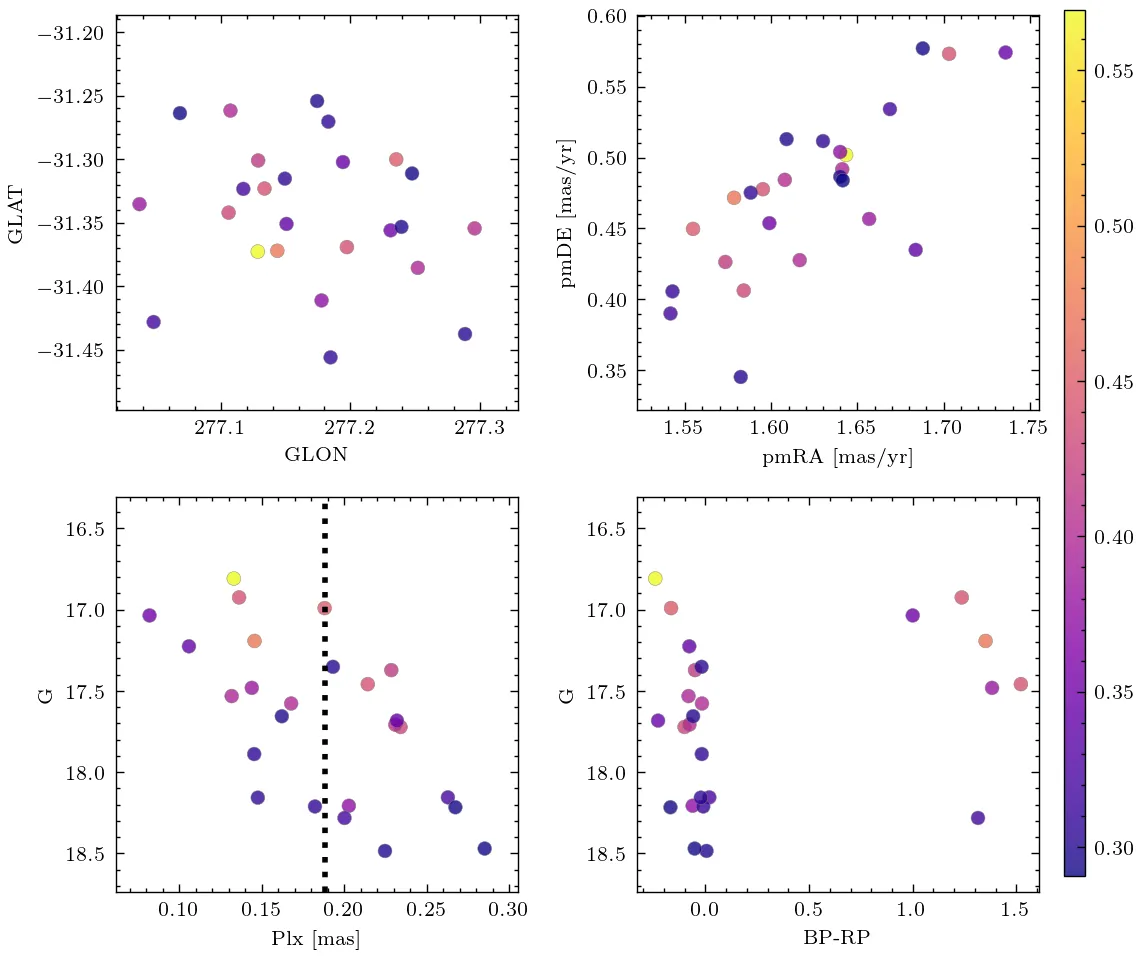 −31.20
−31.25
−31.30
−31.35
−31.40
−31.45
GLAT
277.1 277.2 277.3
GLON
0.60
0.55
0.50
0.45
0.40
0.35
pmDE [mas/yr]
1.55 1.60 1.65 1.70 1.75
pmRA [mas/yr]
16.5
17.0
17.5
18.0
18.5
G
0.10 0.15 0.20 0.25 0.30
Plx [mas]
16.5
17.0
17.5
18.0
18.5
G
0.0 0.5 1.0 1.5
BP-RP
0.55
0.50
0.45
0.40
0.35
0.30